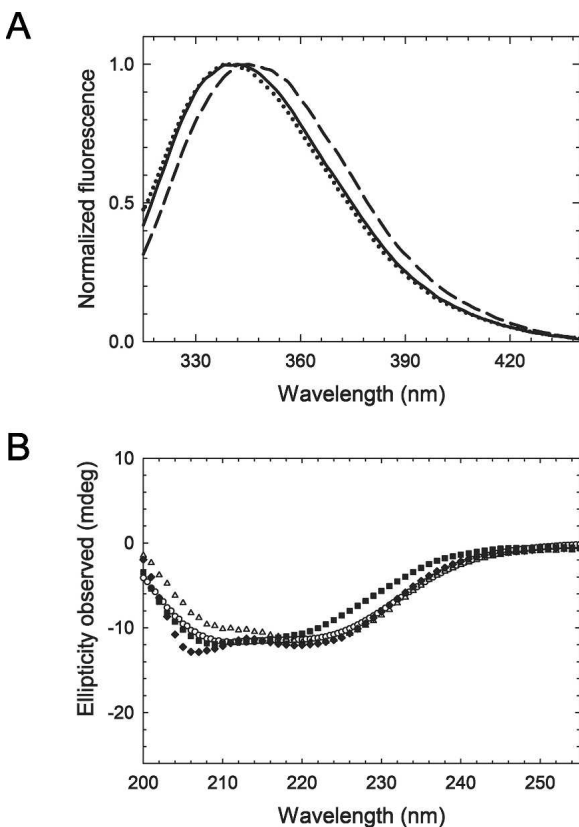 A
Normalized fluorescence
1.0
0.5
0.0
330 360 390 420
Wavelength (nm)
B
Ellipticity observed (mdeg)
10
0
-10
-20
200 210 220 230 240 250
Wavelength (nm)